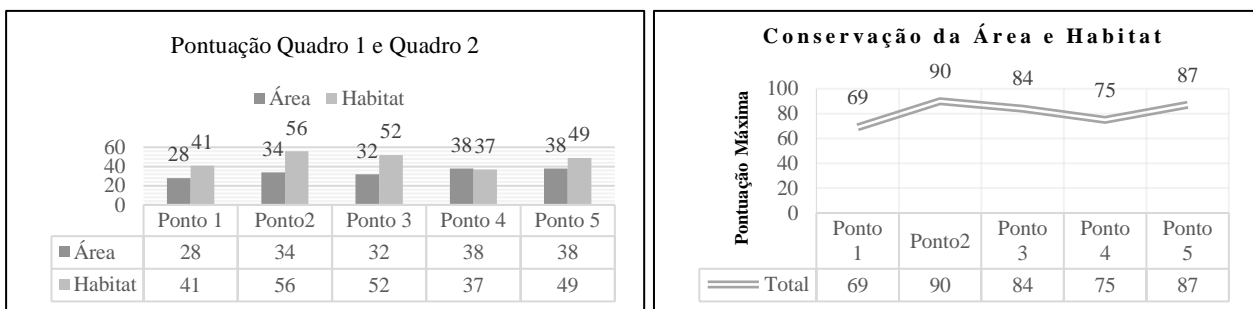 Pontuação Quadro 1 e Quadro 2
Área Habitat
28 41 34 56 32 52 38 37 38 49
60
40
20
0
Ponto 1 Ponto2 Ponto 3 Ponto 4 Ponto 5
Área 28 34 32 38 38
Habitat 41 56 52 37 49
Conservação da Área e Habitat
Pontuação Máxima
69 90 84 75 87
100
80
60
40
20
0
Ponto 1 Ponto2 Ponto 3 Ponto 4 Ponto 5
Total 69 90 84 75 87